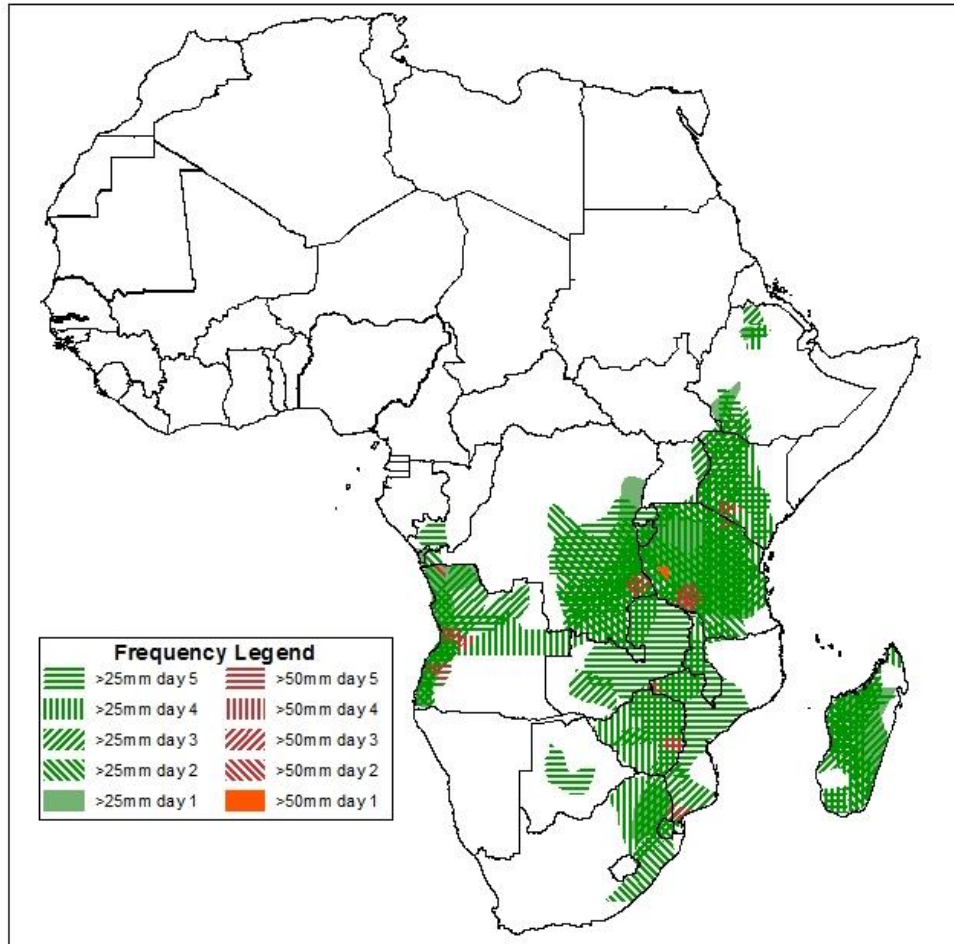 Frequency Legend
>25mm day 5 >50mm day 5
>25mm day 4 >50mm day 4
>25mm day 3 >50mm day 3
>25mm day 2 >50mm day 2
>25mm day 1 >50mm day 1